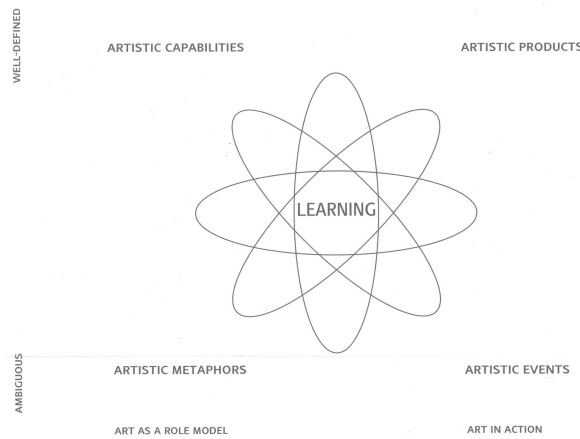 WELL-DEFINED
ARTISTIC CAPABILITIES
ARTISTIC PRODUCTS
LEARNING
AMBIGUOUS
ARTISTIC METAPHORS
ARTISTIC EVENTS
ART AS A ROLE MODEL
ART IN ACTION